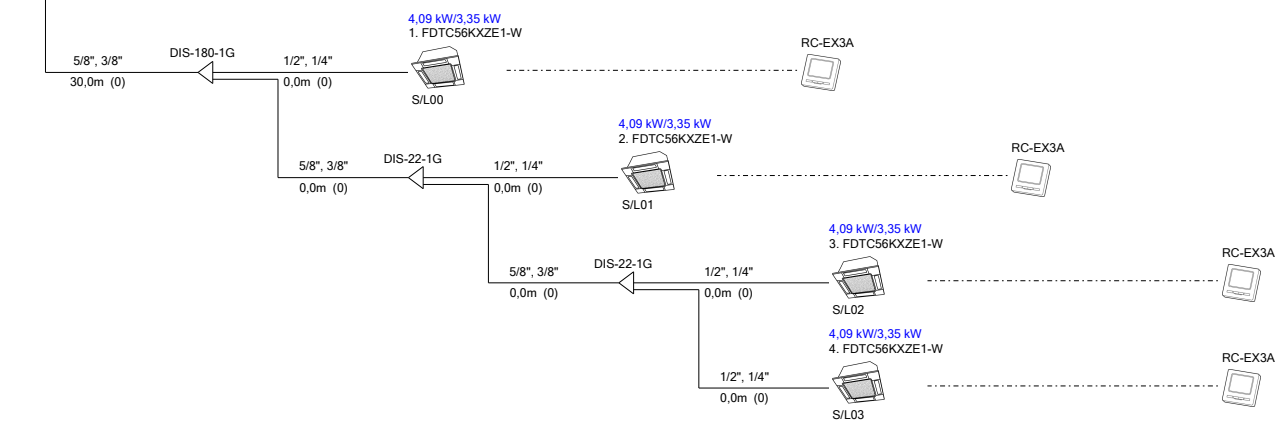 4,09 kW/3,35 kW
1. FDTC56KXZE1-W
RC-EX3A
5/8", 3/8"
DIS-180-1G
1/2", 1/4"
30,0m (0)
0,0m (0)
S/L00
4,09 kW/3,35 kW
2. FDTC56KXZE1-W
RC-EX3A
5/8", 3/8"
DIS-22-1G
1/2", 1/4"
0,0m (0)
0,0m (0)
S/L01
4,09 kW/3,35 kW
3. FDTC56KXZE1-W
RC-EX3A
5/8", 3/8"
DIS-22-1G
1/2", 1/4"
0,0m (0)
0,0m (0)
S/L02
4,09 kW/3,35 kW
4. FDTC56KXZE1-W
RC-EX3A
1/2", 1/4"
0,0m (0)
S/L03